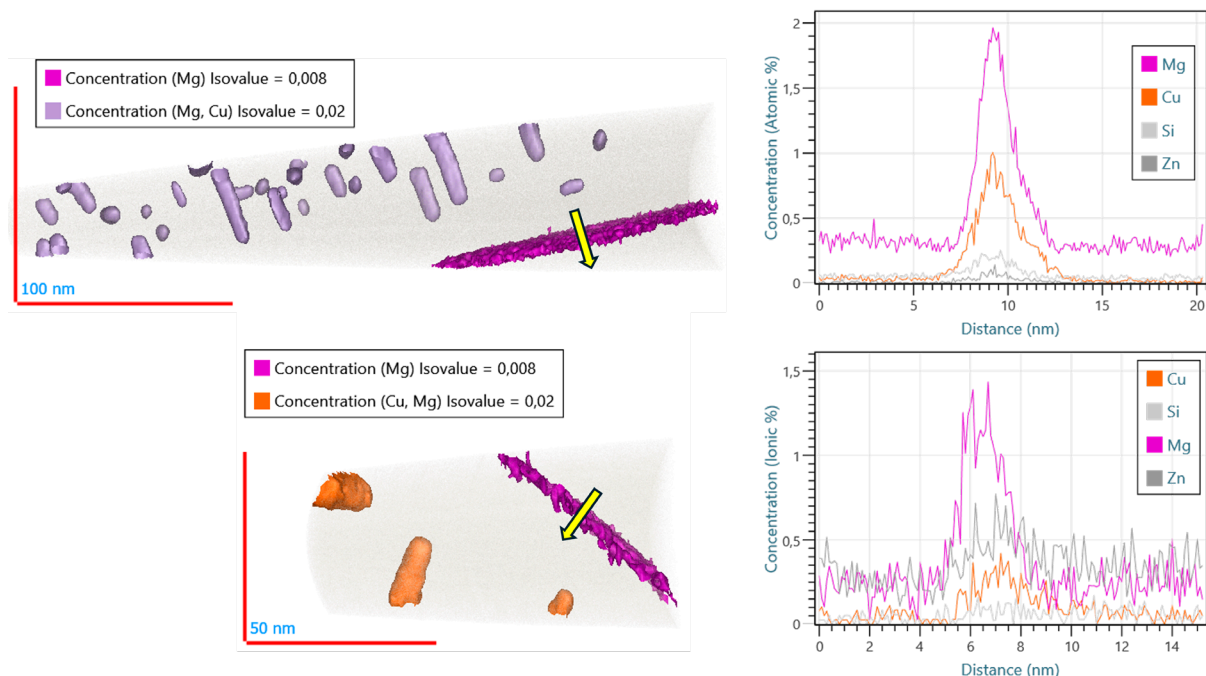 Concentration (Mg) Isovalue = 0,008
Concentration (Mg, Cu) Isovalue = 0,02
100 nm
Concentration (Atomic %)
2
1,5
1
0,5
0
Mg
Cu
Si
Zn
0 5 10 15 20
Distance (nm)
Concentration (Mg) Isovalue = 0,008
Concentration (Cu, Mg) Isovalue = 0,02
50 nm
Concentration (Ionic %)
1,5
1
0,5
0
Cu
Si
Mg
Zn
0 2 4 6 8 10 12 14
Distance (nm)